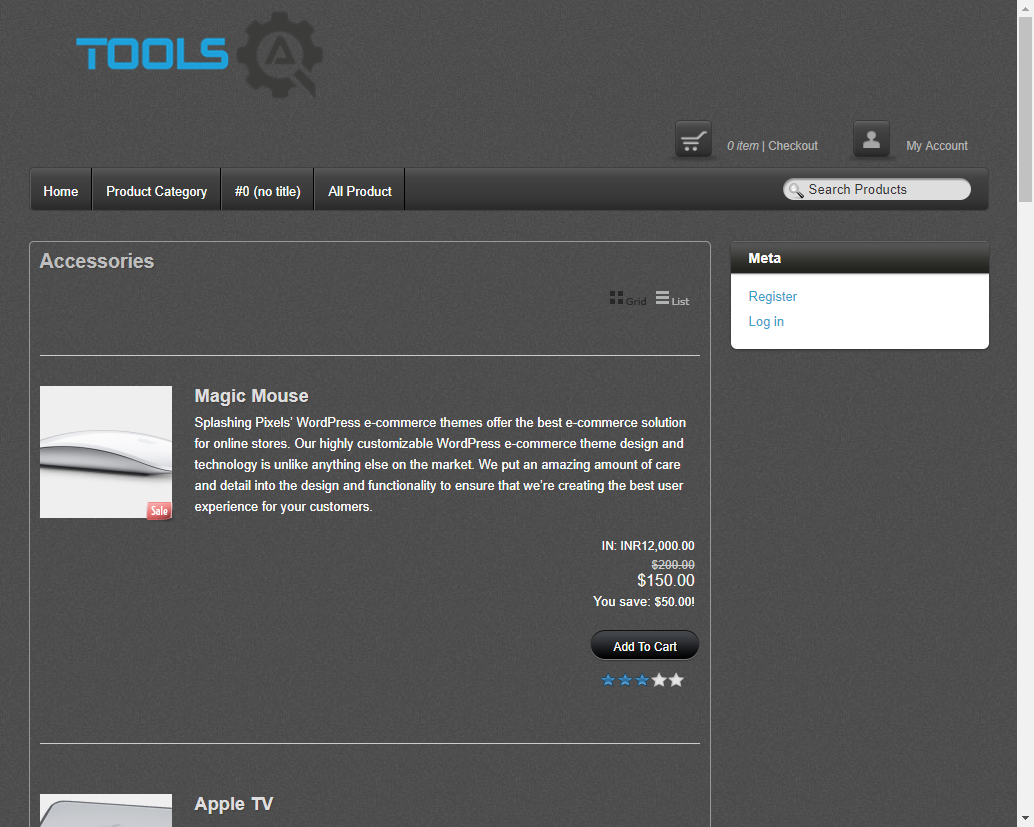 TOOLS
0 item | Checkout
My Account
Home
Product Category
#0 (no title)
All Product
Search Products
Accessories
Grid
List
Meta
Register
Log in
Magic Mouse
Splashing Pixels’ WordPress e-commerce themes offer the best e-commerce solution
for online stores. Our highly customizable WordPress e-commerce theme design and
technology is unlike anything else on the market. We put an amazing amount of care
and detail into the design and functionality to ensure that we’re creating the best user
experience for your customers.
Sale
IN: INR12,000.00
$200.00
$150.00
You save: $50.00!
Add To Cart
Apple TV